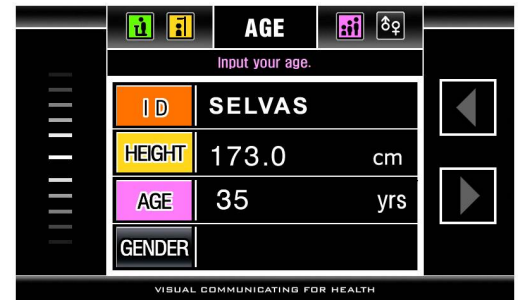 AGE
Input your age.
ID SELVAS
HEIGHT 173.0 cm
AGE 35 yrs
GENDER
VISUAL COMMUNICATING FOR HEALTH